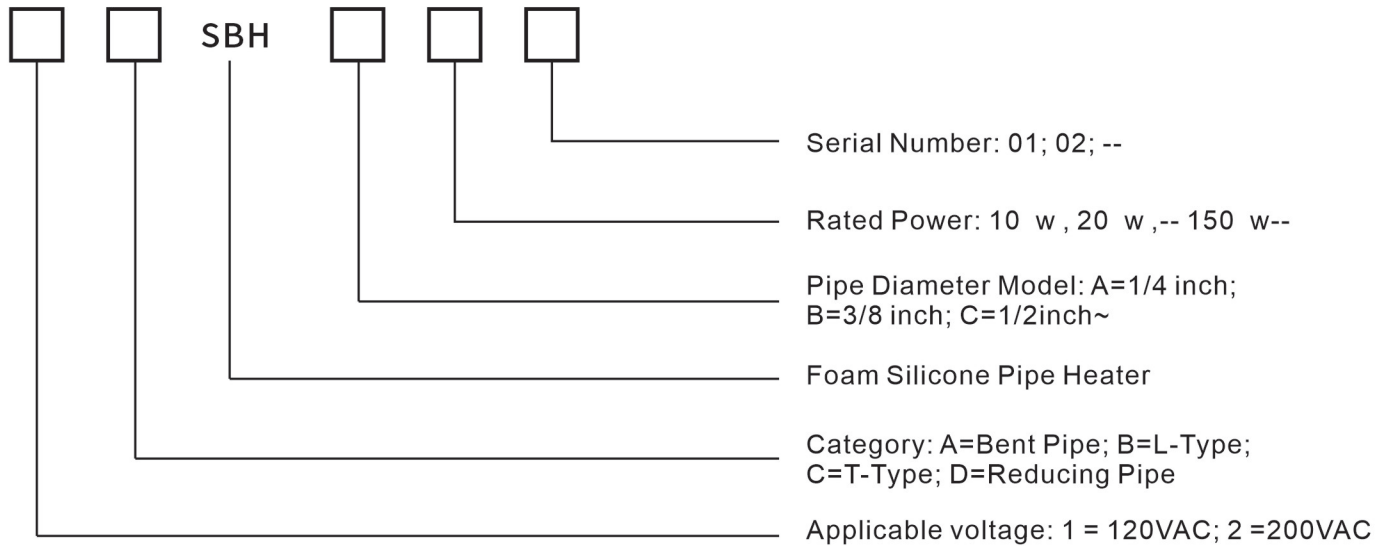 SBH
Serial Number: 01; 02; --
Rated Power: 10 w , 20 w ,-- 150 w--
Pipe Diameter Model: A=1/4 inch;
B=3/8 inch; C=1/2inch~
Foam Silicone Pipe Heater
Category: A=Bent Pipe; B=L-Type;
C=T-Type; D=Reducing Pipe
Applicable voltage: 1 = 120VAC; 2 =200VAC